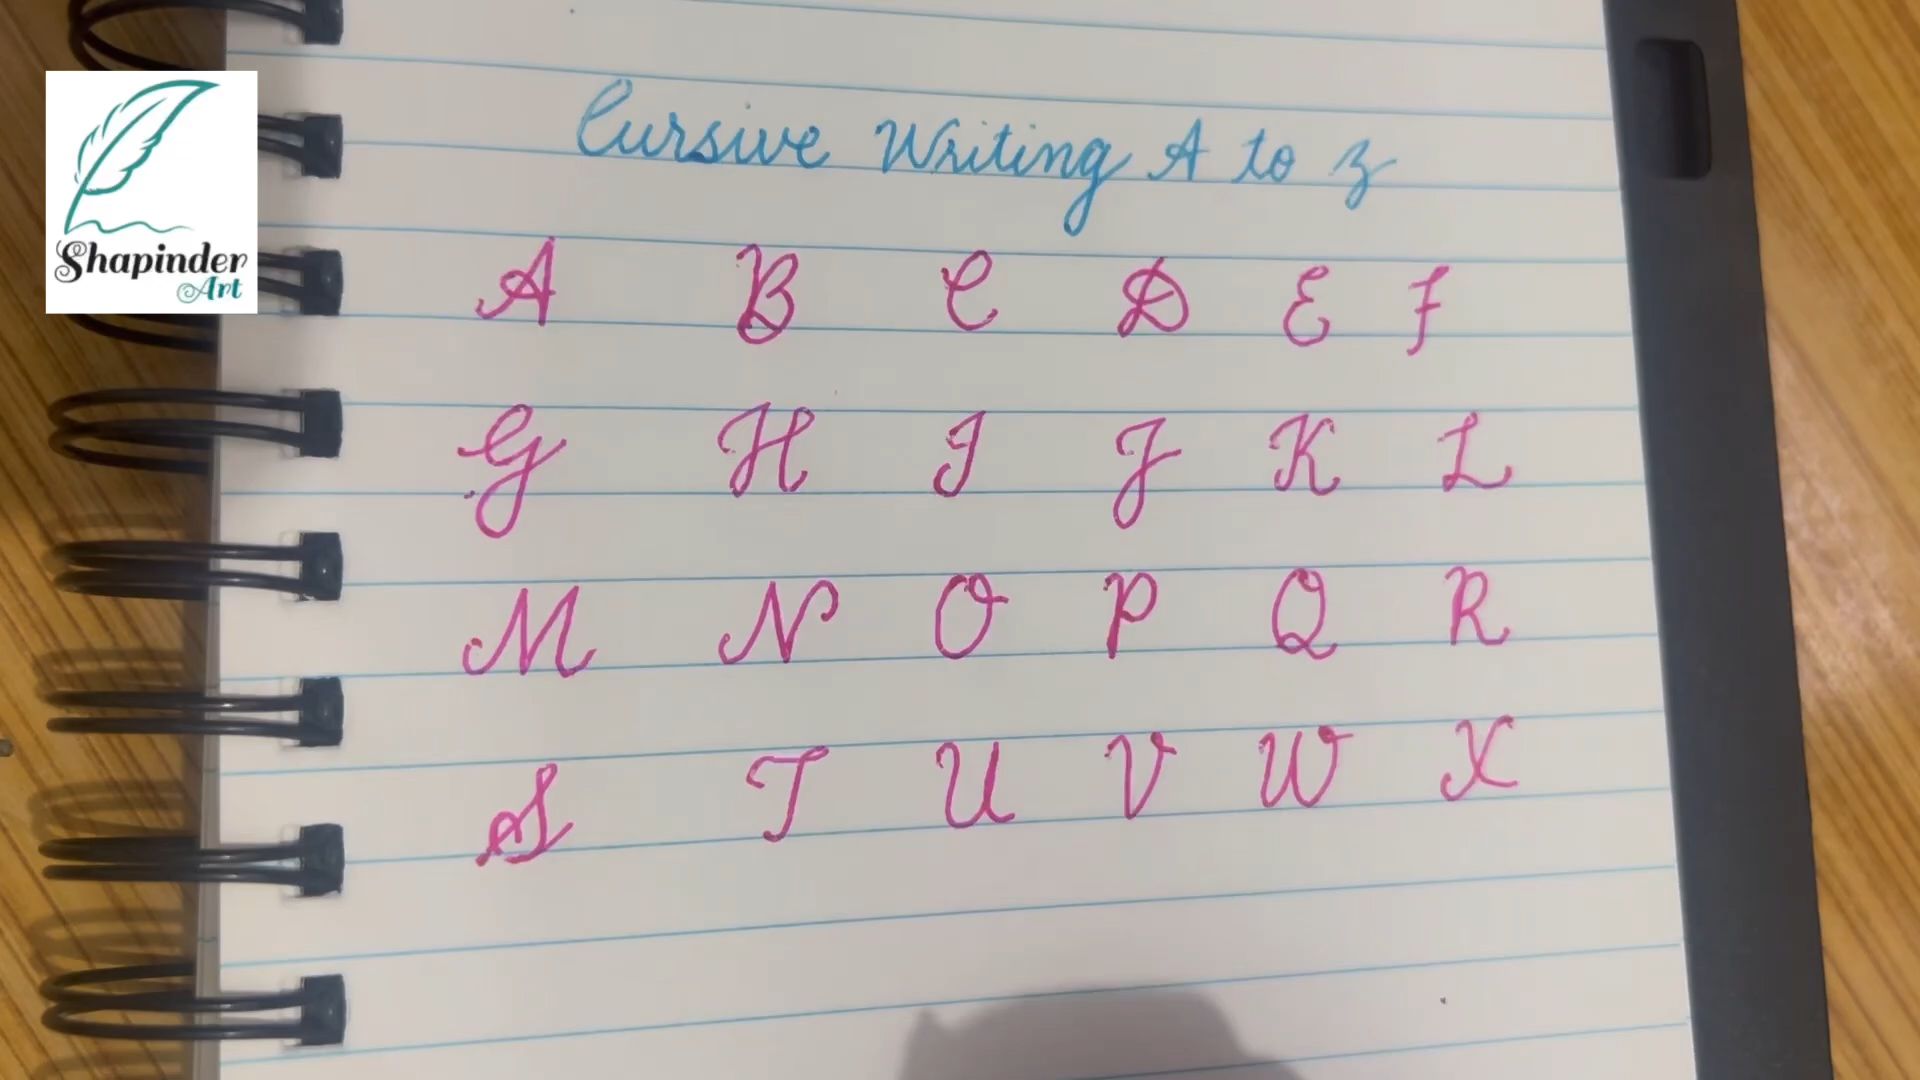 Shapinder
Art
Cursive Writing A to z
A B C D E F
G H I J K L
M N O P Q R
S T U V W X